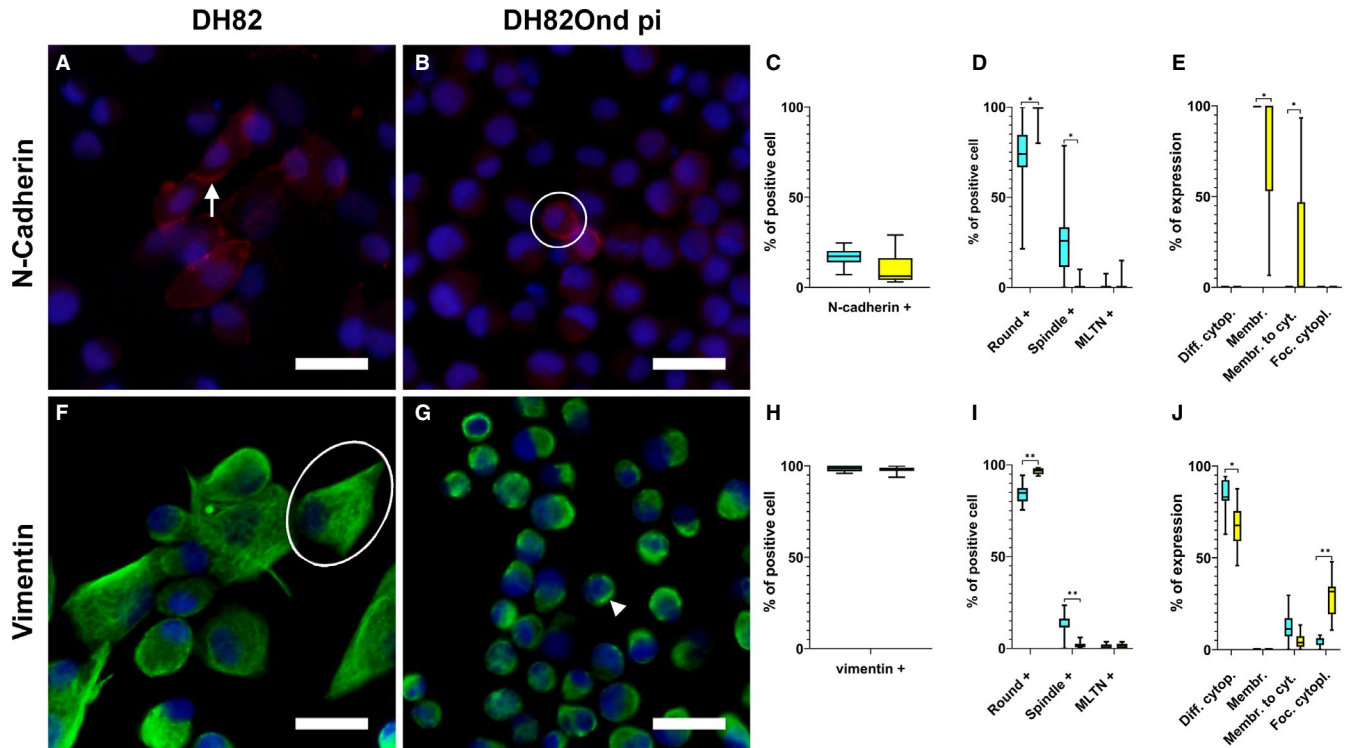 DH82
DH82Ond pi
N-Cadherin
A
B
C
100
50
0
% of positive cell
N-cadherin +
D
*
*
100
50
0
% of positive cell
Round +
Spindle +
MLTN +
E
*
*
100
50
0
% of expression
Diff. cytop.
Membr.
Membr. to cyt.
Foc. cytopl.
Vimentin
F
G
H
100
50
0
% of positive cell
vimentin +
I
**
**
100
50
0
% of positive cell
Round +
Spindle +
MLTN +
J
*
**
100
50
0
% of expression
Diff. cytop.
Membr.
Membr. to cyt.
Foc. cytopl.